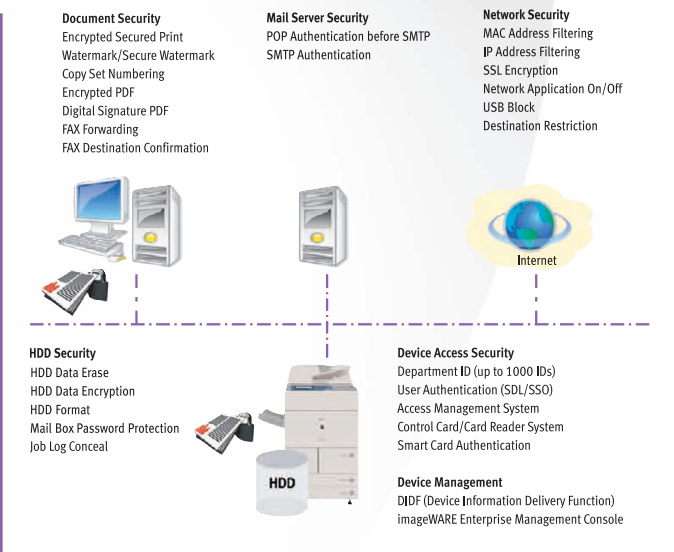 Document Security
Encrypted Secured Print
Watermark/Secure Watermark
Copy Set Numbering
Encrypted PDF
Digital Signature PDF
FAX Forwarding
FAX Destination Confirmation
Mail Server Security
POP Authentication before SMTP
SMTP Authentication
Network Security
MAC Address Filtering
IP Address Filtering
SSL Encryption
Network Application On/Off
USB Block
Destination Restriction
Internet
HDD Security
HDD Data Erase
HDD Data Encryption
HDD Format
Mail Box Password Protection
Job Log Conceal
HDD
Device Access Security
Department ID (up to 1000 IDs)
User Authentication (SDL/SSO)
Access Management System
Control Card/Card Reader System
Smart Card Authentication
Device Management
DIDF (Device Information Delivery Function)
imageWARE Enterprise Management Console